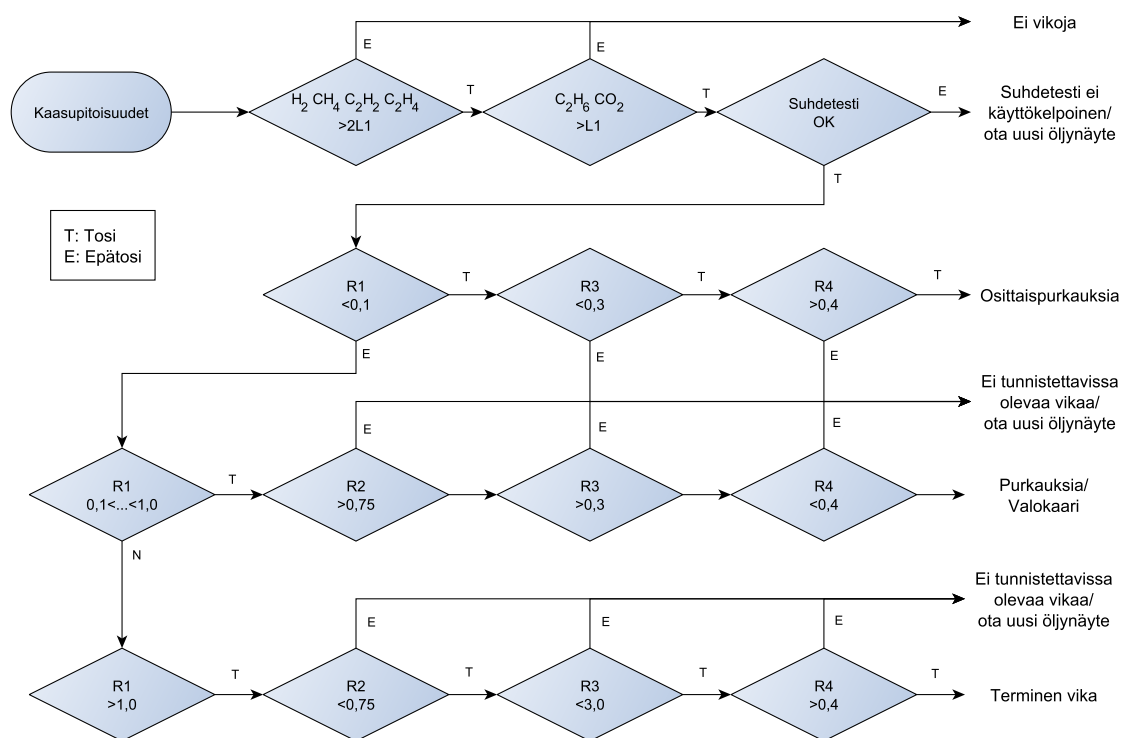 Ei vikoja
E
E
Kaasupitoisuudet
H2 CH4 C2H2 C2H4
>2L1
T
C2H6 CO2
>L1
T
Suhdetesti
OK
E
Suhdetesti ei
käyttökelpoinen/
ota uusi öljynäyte
T
T: Tosi
E: Epätosi
R1
<0,1
T
R3
<0,3
T
R4
>0,4
T
Osittaispurkauksia
E
E
E
Ei tunnistettavissa
olevaa vikaa/
ota uusi öljynäyte
E
E
E
R1
0,1<...<1,0
T
R2
>0,75
R3
>0,3
R4
<0,4
Purkauksia/
Valokaari
N
Ei tunnistettavissa
olevaa vikaa/
ota uusi öljynäyte
E
E
E
R1
>1,0
T
R2
<0,75
T
R3
<3,0
T
R4
>0,4
T
Terminen vika